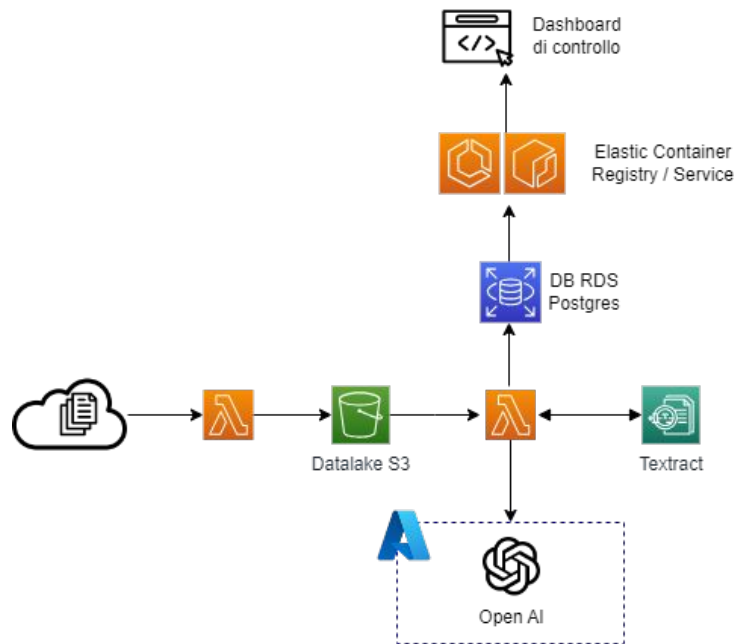 Dashboard
di controllo
Elastic Container
Registry / Service
DB RDS
Postgres
Datalake S3
Textract
Open AI